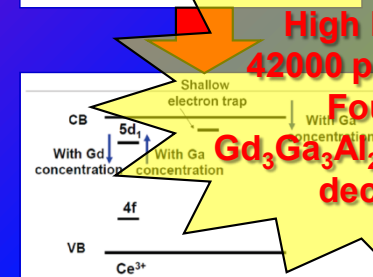 High
42000
Fou
Gd₃Ga₃Al₂
dec
Shallow
electron trap
CB
5d₁
With Ga
concentration
With Gd
concentration
With Ga
concentration
4f
VB
Ce³⁺